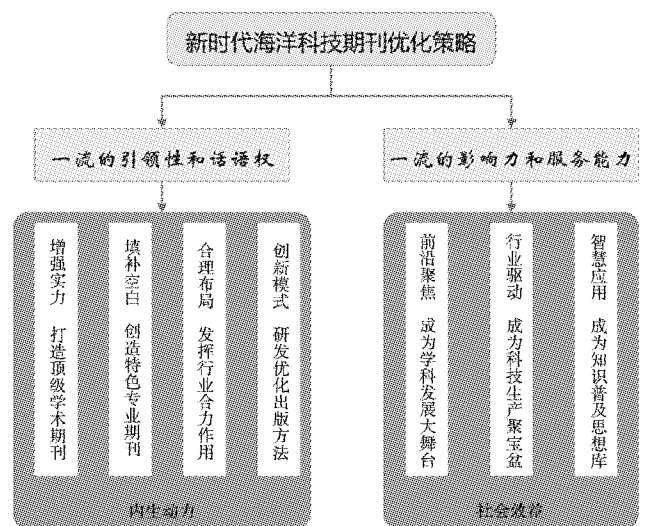 新时代海洋科技期刊优化策略
一流的引领性和话语权
一流的影响力和服务能力
增强实力 打造顶级学术期刊
填补空白 创造特色专业期刊
合理布局 发挥行业合力作用
创新模式 研发优化出版方法
内生动力
前沿聚焦 成为学科发展大舞台
行业驱动 成为科技生产聚宝盆
智慧应用 成为知识普及思想库
社会效益